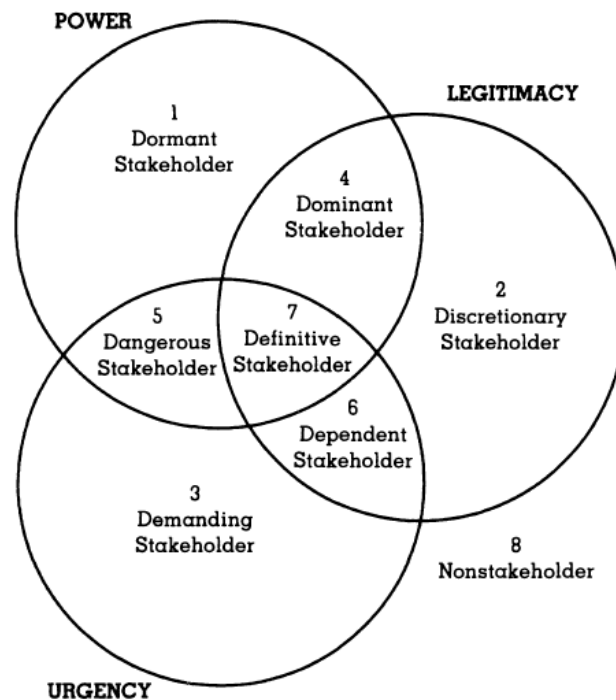 POWER
LEGITIMACY
1
Dormant
Stakeholder
4
Dominant
Stakeholder
2
Discretionary
Stakeholder
5
Dangerous
Stakeholder
7
Definitive
Stakeholder
6
Dependent
Stakeholder
3
Demanding
Stakeholder
8
Nonstakeholder
URGENCY